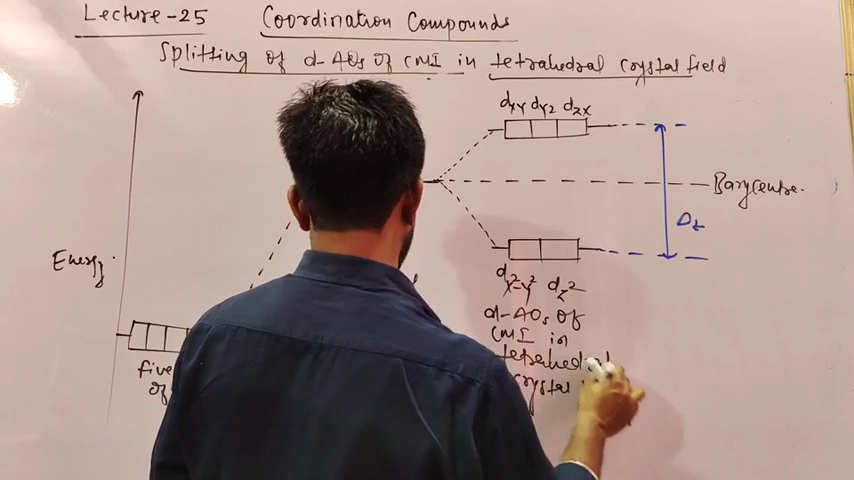 Lecture-25 Coordination Compounds
Splitting of d-AOs of CMI in tetrahedral crystal field
dxy dyz dzx
Barycentre.
Δt
Energy
dx²-y² dz²
d-AOs of
CMI in
tetrahedral
crystal
five
of